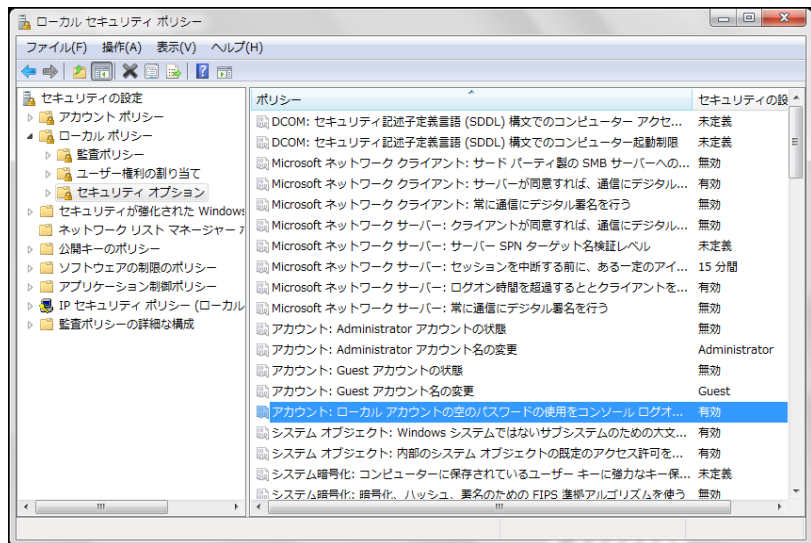 ローカル セキュリティ ポリシー
ファイル(F) 操作(A) 表示(V) ヘルプ(H)
セキュリティの設定
アカウント ポリシー
ローカル ポリシー
監査ポリシー
ユーザー権利の割り当て
セキュリティ オプション
セキュリティが強化された Windows
ネットワーク リスト マネージャー
公開キーのポリシー
ソフトウェアの制限のポリシー
アプリケーション制御ポリシー
IP セキュリティ ポリシー (ローカル
監査ポリシーの詳細な構成
ポリシー セキュリティの設
DCOM: セキュリティ記述子定義言語 (SDDL) 構文でのコンピューター アクセ... 未定義
DCOM: セキュリティ記述子定義言語 (SDDL) 構文でのコンピューター起動制限 未定義
Microsoft ネットワーク クライアント: サード パーティ製の SMB サーバーへの... 無効
Microsoft ネットワーク クライアント: サーバーが同意すれば、通信にデジタル... 有効
Microsoft ネットワーク クライアント: 常に通信にデジタル署名を行う 無効
Microsoft ネットワーク サーバー: クライアントが同意すれば、通信にデジタル... 無効
Microsoft ネットワーク サーバー: サーバー SPN ターゲット名検証レベル 未定義
Microsoft ネットワーク サーバー: セッションを中断する前に、ある一定のアイ... 15 分間
Microsoft ネットワーク サーバー: ログオン時間を超過するととクライアントを... 有効
Microsoft ネットワーク サーバー: 常に通信にデジタル署名を行う 無効
アカウント: Administrator アカウントの状態 無効
アカウント: Administrator アカウント名の変更 Administrator
アカウント: Guest アカウントの状態 無効
アカウント: Guest アカウント名の変更 Guest
アカウント: ローカル アカウントの空のパスワードの使用をコンソール ログオ... 有効
システム オブジェクト: Windows システムではないサブシステムのための大文... 有効
システム オブジェクト: 内部のシステム オブジェクトの既定のアクセス許可を... 有効
システム暗号化: コンピューターに保存されているユーザー キーに強力なキー保... 未定義
システム暗号化: 暗号化、ハッシュ、署名のための FIPS 準拠アルゴリズムを使う 無効